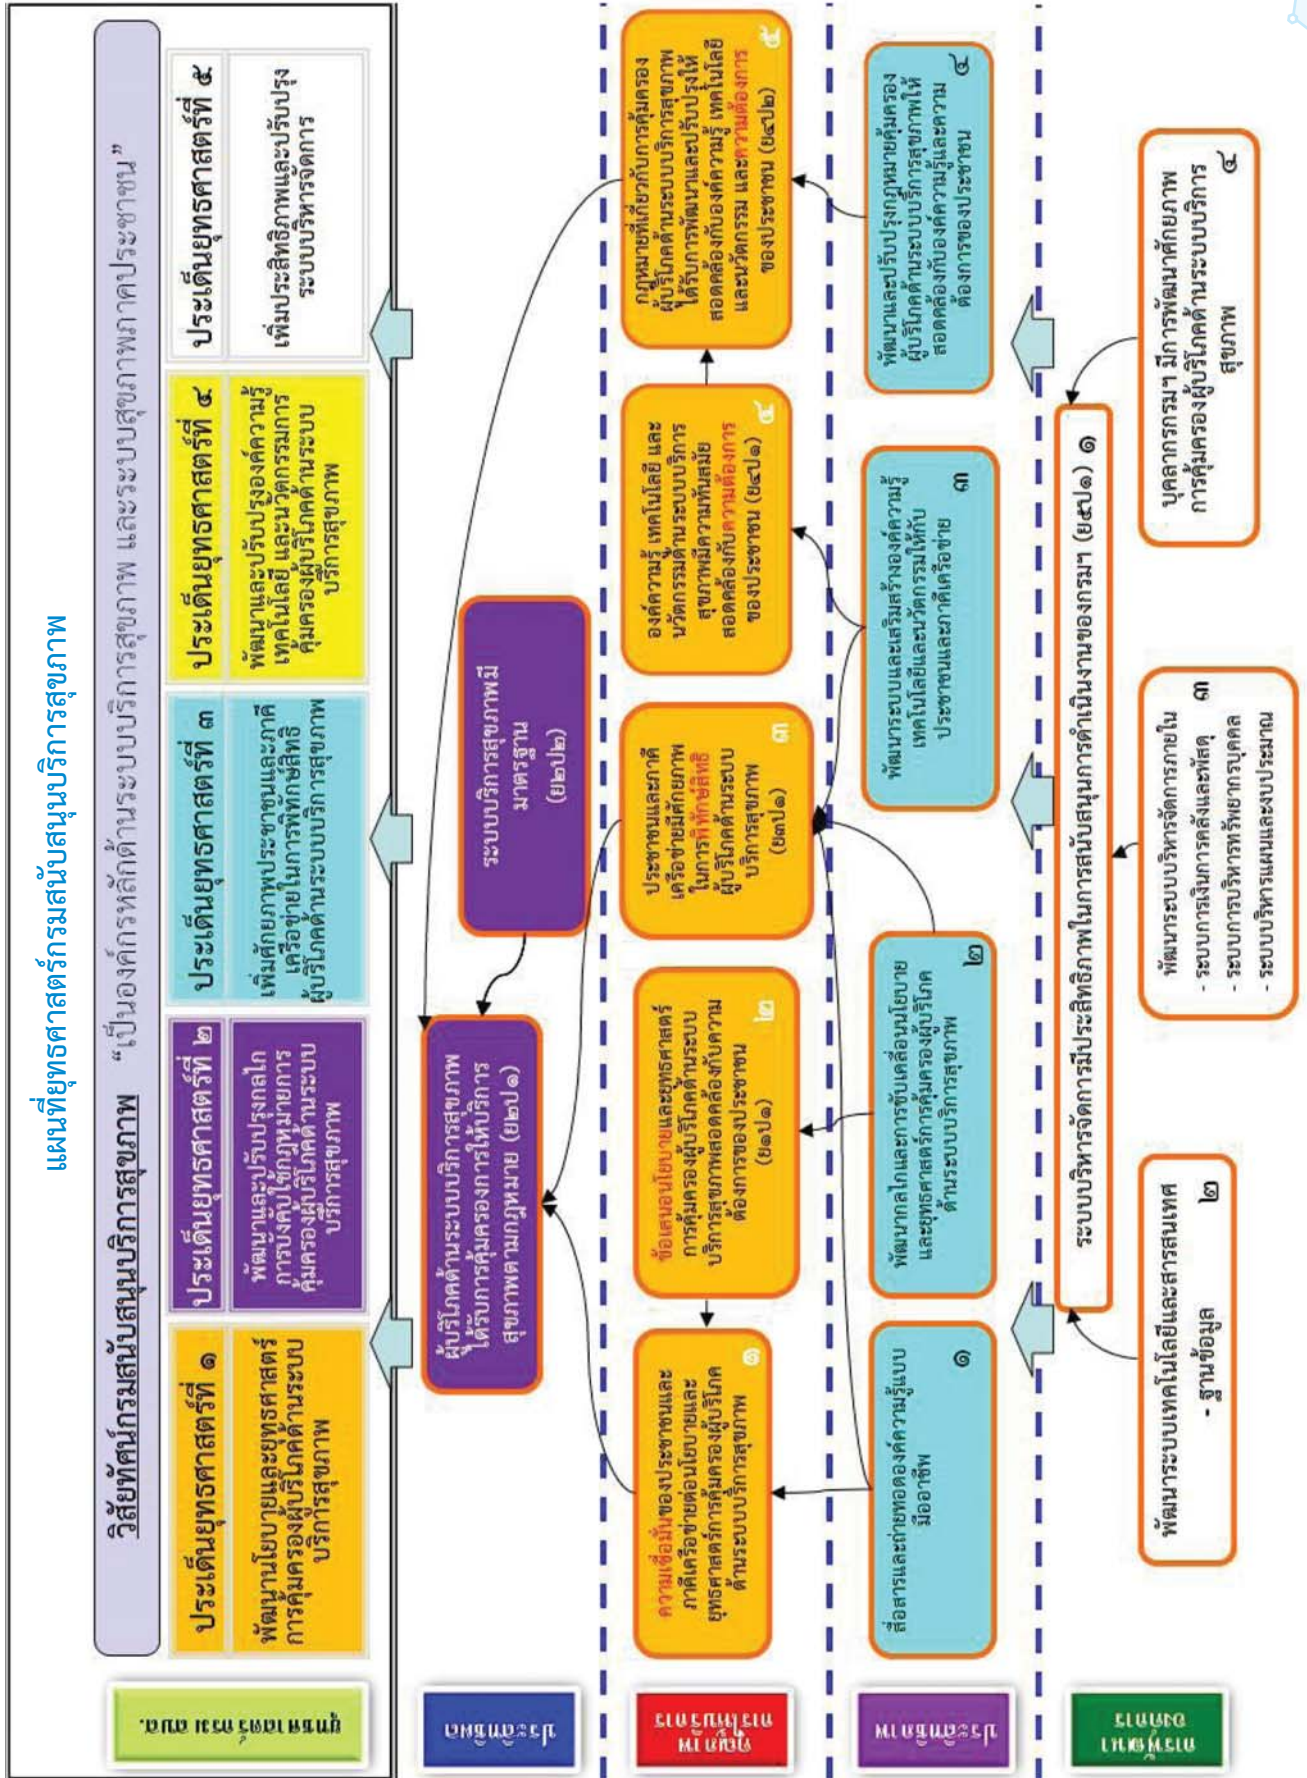 แผนที่ยุทธศาสตร์กรมสนับสนุนบริการสุขภาพ
วิสัยทัศน์กรมสนับสนุนบริการสุขภาพ “เป็นองค์กรหลักด้านระบบบริการสุขภาพ และระบบสุขภาพภาคประชาชน”
ยุทธศาสตร์ กรม สบส.
ประเด็นยุทธศาสตร์ที่ ๑
พัฒนานโยบายและยุทธศาสตร์
การคุ้มครองผู้บริโภคด้านระบบ
บริการสุขภาพ
ประเด็นยุทธศาสตร์ที่ ๒
พัฒนาและปรับปรุงกลไก
การบังคับใช้กฎหมายการ
คุ้มครองผู้บริโภคด้านระบบ
บริการสุขภาพ
ประเด็นยุทธศาสตร์ที่ ๓
เพิ่มศักยภาพประชาชนและภาคี
เครือข่ายในการพิทักษ์สิทธิ
ผู้บริโภคด้านระบบบริการสุขภาพ
ประเด็นยุทธศาสตร์ที่ ๔
พัฒนาและปรับปรุงองค์ความรู้
เทคโนโลยี และนวัตกรรมการ
คุ้มครองผู้บริโภคด้านระบบ
บริการสุขภาพ
ประเด็นยุทธศาสตร์ที่ ๕
เพิ่มประสิทธิภาพและปรับปรุง
ระบบบริหารจัดการ
ประสิทธิผล
ผู้บริโภคด้านระบบบริการสุขภาพ
ได้รับการคุ้มครองการให้บริการ
สุขภาพตามกฎหมาย (ย๒ป๑)
ระบบบริการสุขภาพมี
มาตรฐาน
(ย๒ป๒)
คุณภาพ
การให้บริการ
ความเชื่อมั่นของประชาชนและ
ภาคีเครือข่ายต่อนโยบายและ
ยุทธศาสตร์การคุ้มครองผู้บริโภค
ด้านระบบบริการสุขภาพ ๑
ข้อเสนอนโยบายและยุทธศาสตร์
การคุ้มครองผู้บริโภคด้านระบบ
บริการสุขภาพสอดคล้องกับความ
ต้องการของประชาชน ๒
(ย๑ป๑)
ประชาชนและภาคี
เครือข่ายมีศักยภาพ
ในการพิทักษ์สิทธิ
ผู้บริโภคด้านระบบ
บริการสุขภาพ ๓
(ย๓ป๑)
องค์ความรู้ เทคโนโลยี และ
นวัตกรรมด้านระบบบริการ
สุขภาพมีความทันสมัย
สอดคล้องกับความต้องการ
ของประชาชน (ย๔ป๑) ๔
กฎหมายที่เกี่ยวกับการคุ้มครอง
ผู้บริโภคด้านระบบบริการสุขภาพ
ได้รับการพัฒนาและปรับปรุงให้
สอดคล้องกับองค์ความรู้ เทคโนโลยี
และนวัตกรรม และความต้องการ
ของประชาชน (ย๔ป๒) ๕
ประสิทธิภาพ
สื่อสารและถ่ายทอดองค์ความรู้แบบ
มืออาชีพ ๑
พัฒนากลไกและการขับเคลื่อนนโยบาย
และยุทธศาสตร์การคุ้มครองผู้บริโภค
ด้านระบบบริการสุขภาพ ๒
พัฒนาระบบและเสริมสร้างองค์ความรู้
เทคโนโลยีและนวัตกรรมให้กับ
ประชาชนและภาคีเครือข่าย ๓
พัฒนาและปรับปรุงกฎหมายคุ้มครอง
ผู้บริโภคด้านระบบบริการสุขภาพให้
สอดคล้องกับองค์ความรู้และความ
ต้องการของประชาชน ๔
การพัฒนา
องค์การ
ระบบบริหารจัดการมีประสิทธิภาพในการสนับสนุนการดำเนินงานของกรมฯ (ย๕ป๑) ๑
พัฒนาระบบเทคโนโลยีและสารสนเทศ
- ฐานข้อมูล ๒
พัฒนาระบบบริหารจัดการภายใน
- ระบบการเงินการคลังและพัสดุ ๓
- ระบบการบริหารทรัพยากรบุคคล
- ระบบบริหารแผนและงบประมาณ
บุคลากรกรมฯ มีการพัฒนาศักยภาพ
การคุ้มครองผู้บริโภคด้านระบบบริการ
สุขภาพ ๔